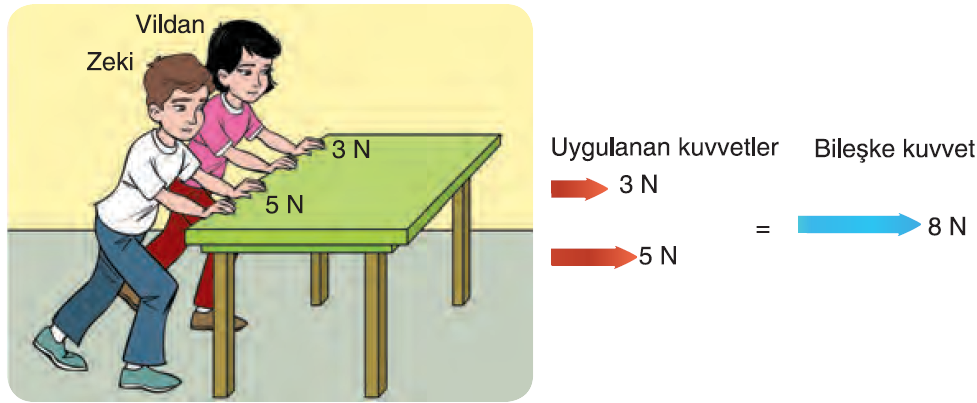 Vildan
Zeki
3 N
5 N
Uygulanan kuvvetler
Bileşke kuvvet
3 N
=
8 N
5 N